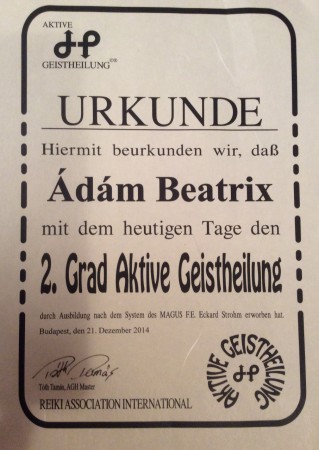 AKTIVE
GEISTHEILUNG
URKUNDE
Hiermit beurkunden wir, daß
Ádám Beatrix
mit dem heutigen Tage den
2. Grad Aktive Geistheilung
durch Ausbildung nach dem System des MAGUS F.E. Eckard Strohm erworben hat.
Budapest, den 21. Dezember 2014
Tóth Tamás
Tóth Tamás, AGH Master
REIKI ASSOCIATION INTERNATIONAL
AKTIVE GEISTHEILUNG